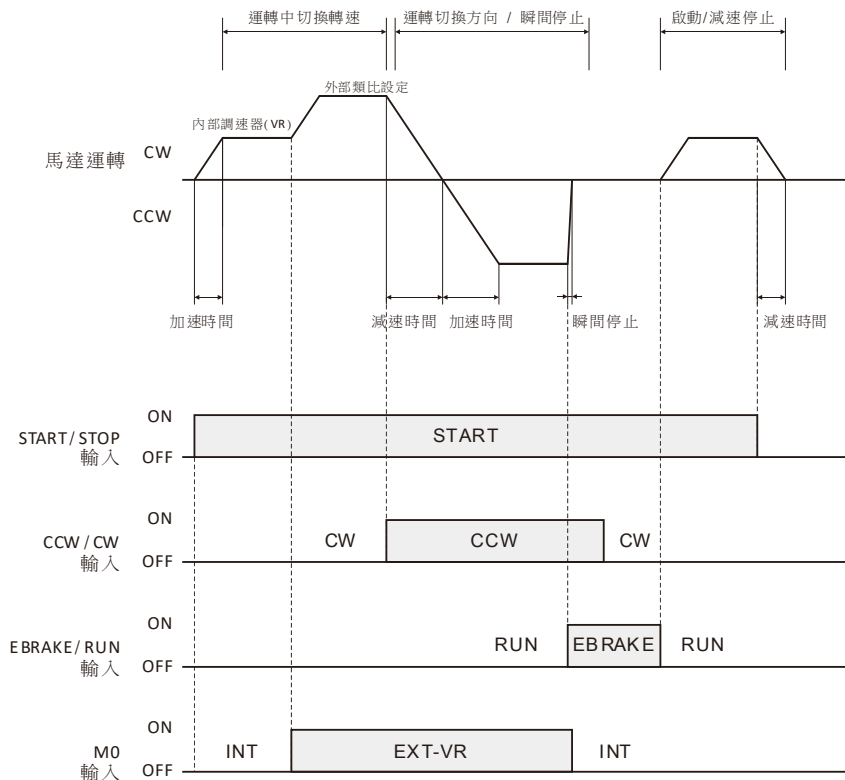 運轉中切換轉速
運轉切換方向 / 瞬間停止
啟動/減速停止
外部類比設定
內部調速器(VR)
馬達運轉
CW
CCW
加速時間
減速時間
加速時間
瞬間停止
減速時間
START/STOP
輸入
ON
OFF
START
CCW/CW
輸入
ON
OFF
CW
CCW
CW
EBRAKE/RUN
輸入
ON
OFF
RUN
EBRAKE
RUN
M0
輸入
ON
OFF
INT
EXT-VR
INT